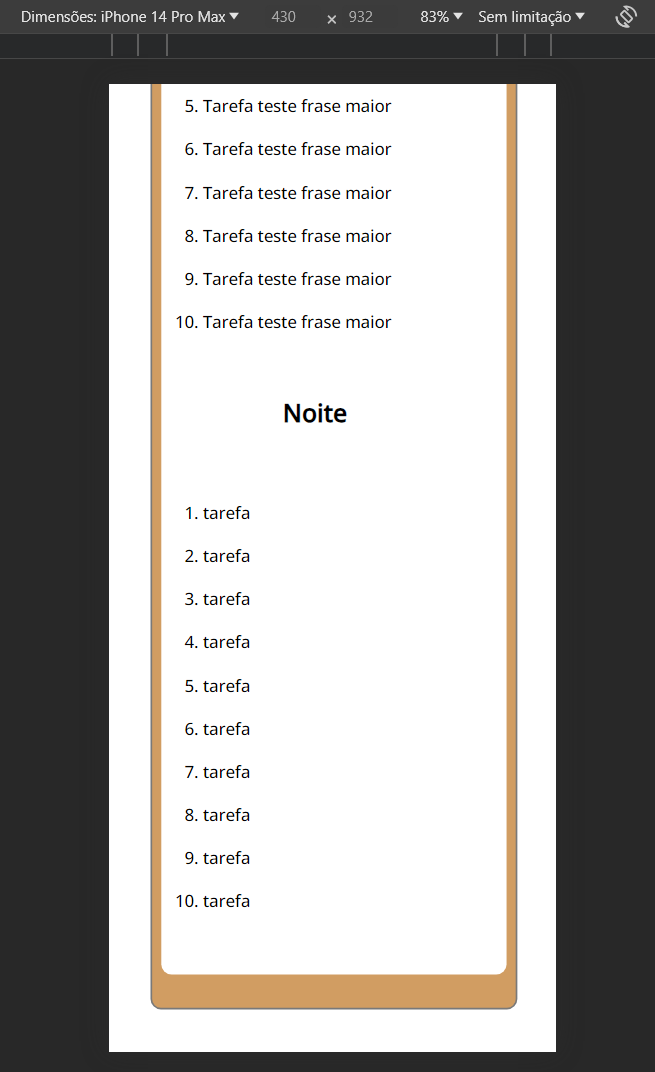 Dimensões: iPhone 14 Pro Max ▼ 430 × 932 83% ▼ Sem limitação ▼
5. Tarefa teste frase maior
6. Tarefa teste frase maior
7. Tarefa teste frase maior
8. Tarefa teste frase maior
9. Tarefa teste frase maior
10. Tarefa teste frase maior
Noite
1. tarefa
2. tarefa
3. tarefa
4. tarefa
5. tarefa
6. tarefa
7. tarefa
8. tarefa
9. tarefa
10. tarefa